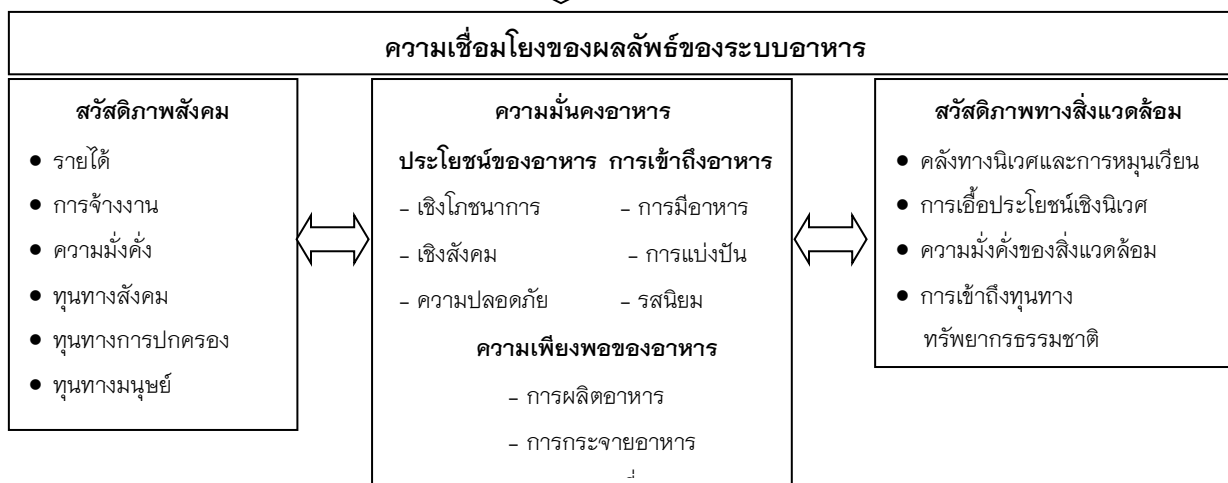 ความเชื่อมโยงของผลลัพธ์ของระบบอาหาร
สวัสดิภาพสังคม
● รายได้
● การจ้างงาน
● ความมั่งคั่ง
● ทุนทางสังคม
● ทุนทางการปกครอง
● ทุนทางมนุษย์
ความมั่นคงอาหาร
ประโยชน์ของอาหาร การเข้าถึงอาหาร
– เชิงโภชนาการ – การมีอาหาร
– เชิงสังคม – การแบ่งปัน
– ความปลอดภัย – รสนิยม
ความเพียงพอของอาหาร
– การผลิตอาหาร
– การกระจายอาหาร
สวัสดิภาพทางสิ่งแวดล้อม
● คลังทางนิเวศและการหมุนเวียน
● การเอื้อประโยชน์เชิงนิเวศ
● ความมั่งคั่งของสิ่งแวดล้อม
● การเข้าถึงทุนทาง
ทรัพยากรธรรมชาติ